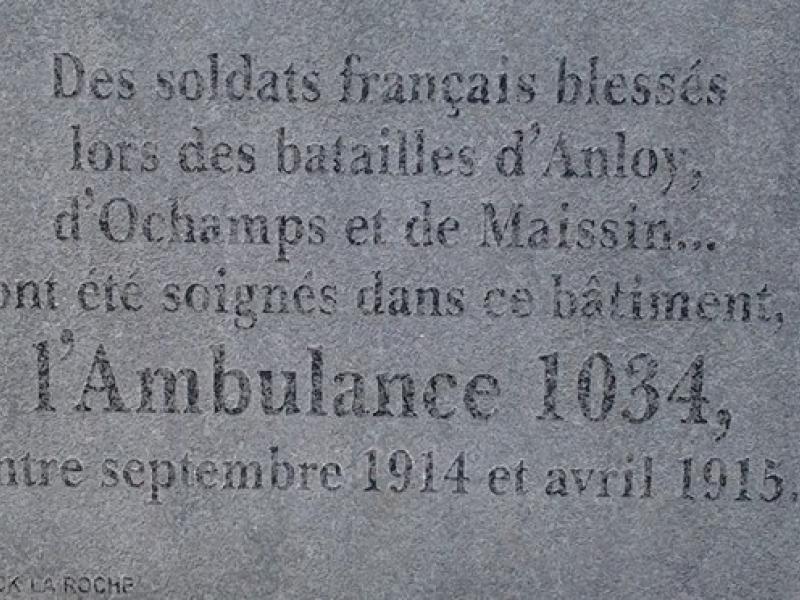 Des soldats français blessés
lors des batailles d'Anloy,
d'Ochamps et de Maissin...
ont été soignés dans ce bâtiment,
l'Ambulance 1034,
ntre septembre 1914 et avril 1915.
LA ROCHE